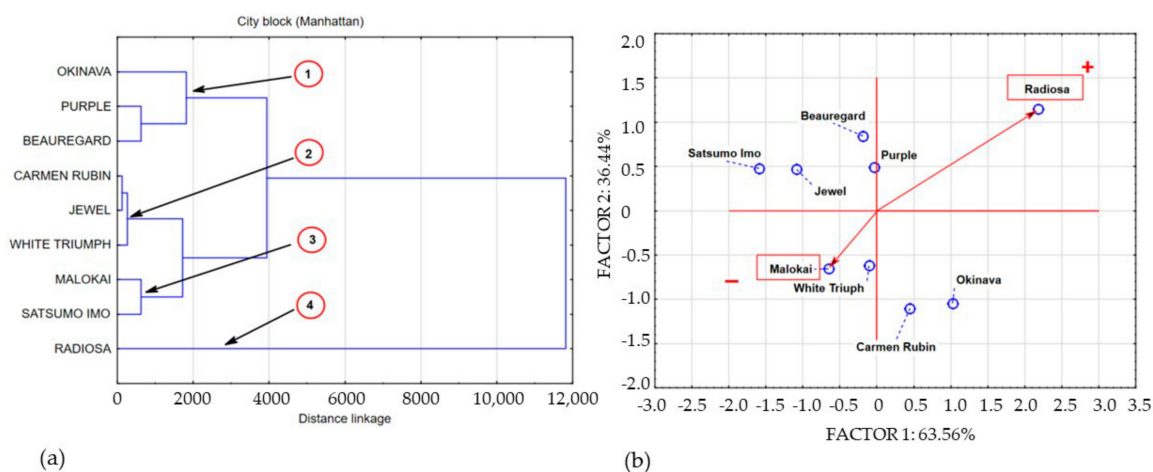 City block (Manhattan)
OKINAVA
PURPLE
BEAUREGARD
CARMEN RUBIN
JEWEL
WHITE TRIUMPH
MALOKAI
SATSUMO IMO
RADIOSA
1
2
3
4
0 2000 4000 6000 8000 10,000 12,000
Distance linkage
(a)
FACTOR 2: 36.44%
2.0
1.5
1.0
0.5
0
-0.5
-1.0
-1.5
-2.0
+
Radiosa
Beauregard
Purple
Satsumo Imo
Jewel
Malokai
White Triuph
−
Okinava
Carmen Rubin
-3.0 -2.5 -2.0 -1.5 -1.0 -0.5 0 0.5 1.0 1.5 2.0 2.5 3.0 3.5
FACTOR 1: 63.56%
(b)